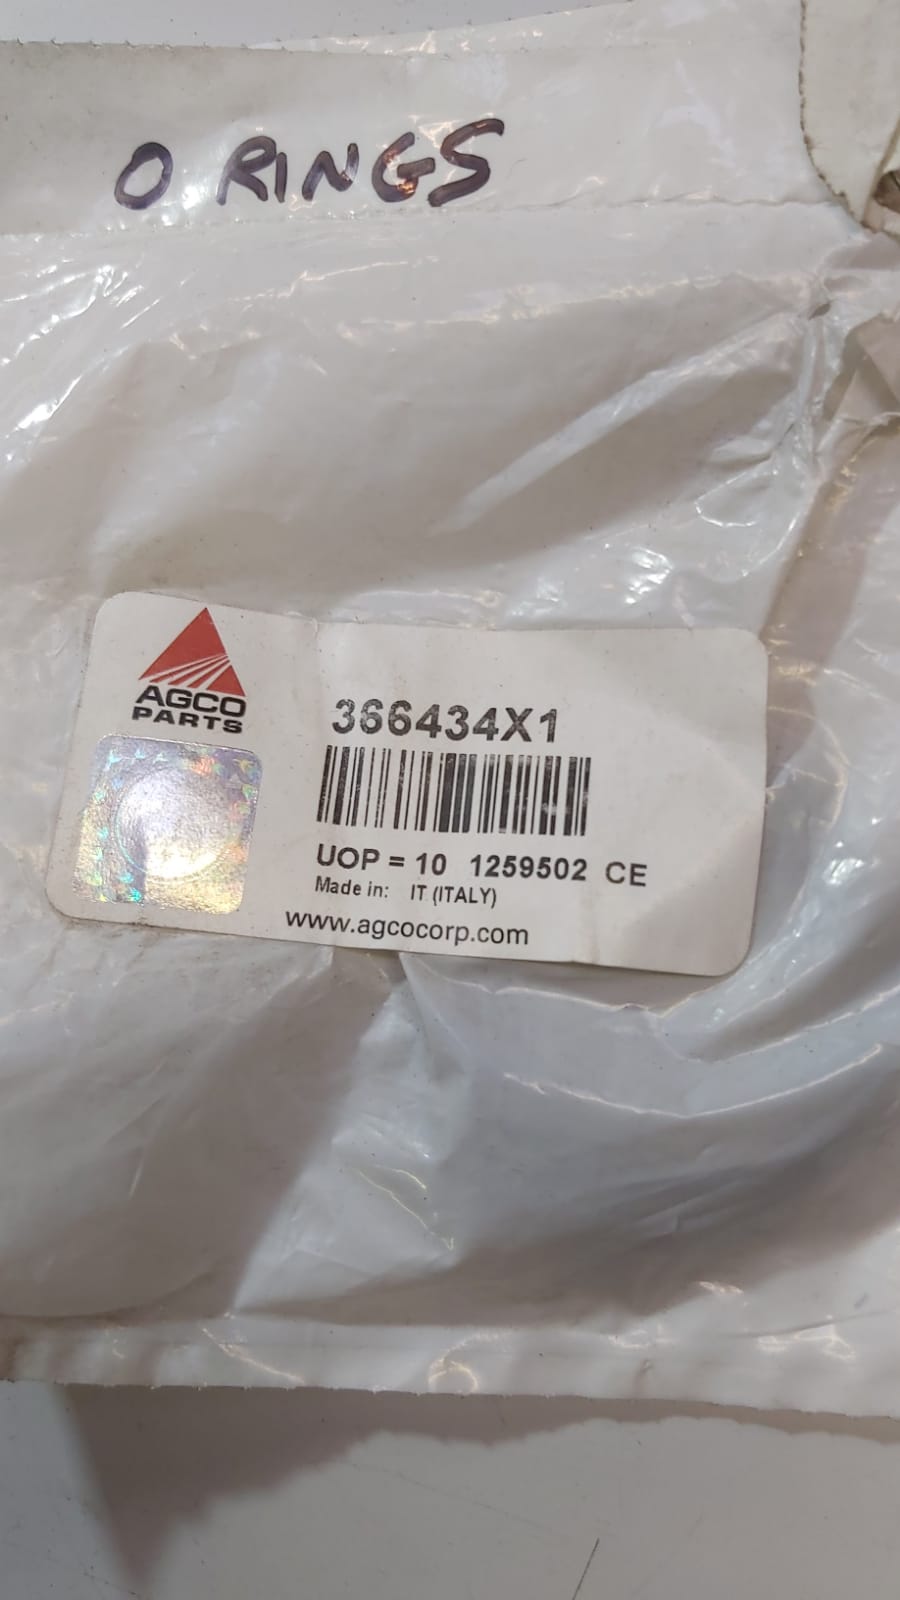 O RINGS
AGCO
PARTS
366434X1
UOP = 10 1259502 CE
Made in: IT (ITALY)
www.agcocorp.com